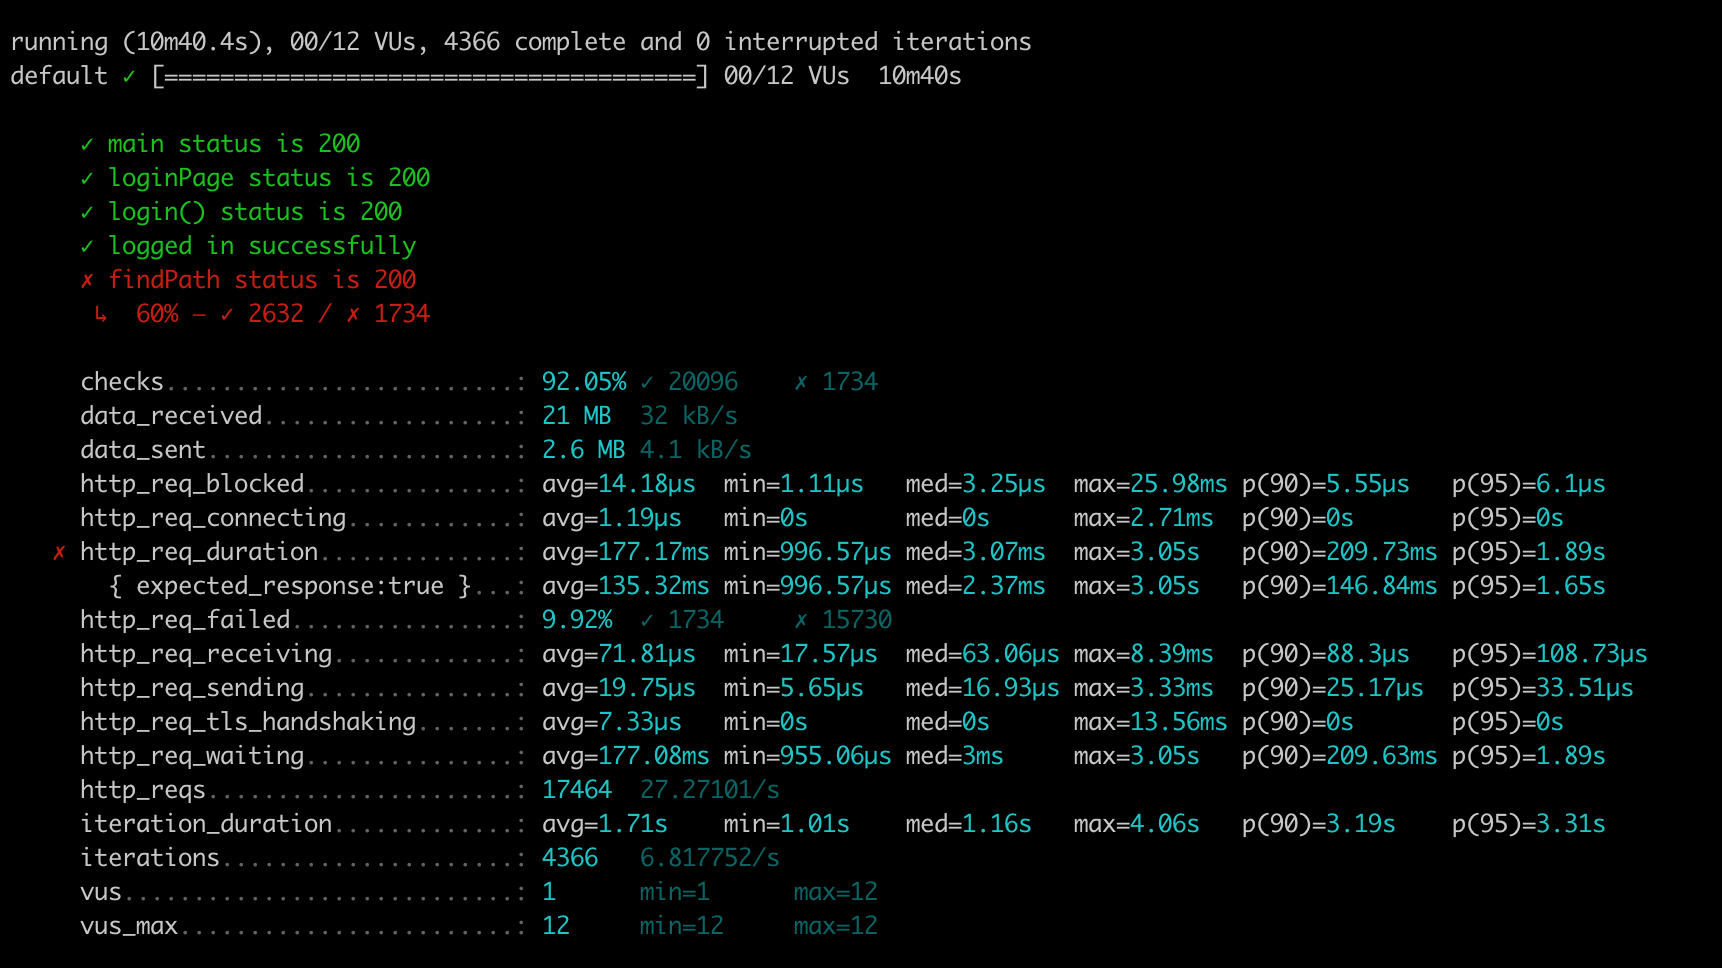 running (10m40.4s), 00/12 VUs, 4366 complete and 0 interrupted iterations
default ✓ [======================================] 00/12 VUs  10m40s
✓ main status is 200
✓ loginPage status is 200
✓ login() status is 200
✓ logged in successfully
✗ findPath status is 200
↳  60% — ✓ 2632 / ✗ 1734
checks.........................: 92.05% ✓ 20096    ✗ 1734
data_received..................: 21 MB  32 kB/s
data_sent......................: 2.6 MB 4.1 kB/s
http_req_blocked...............: avg=14.18µs  min=1.11µs   med=3.25µs  max=25.98ms p(90)=5.55µs   p(95)=6.1µs
http_req_connecting............: avg=1.19µs   min=0s       med=0s      max=2.71ms  p(90)=0s       p(95)=0s
✗ http_req_duration..............: avg=177.17ms min=996.57µs med=3.07ms  max=3.05s   p(90)=209.73ms p(95)=1.89s
{ expected_response:true }...: avg=135.32ms min=996.57µs med=2.37ms  max=3.05s   p(90)=146.84ms p(95)=1.65s
http_req_failed................: 9.92%  ✓ 1734     ✗ 15730
http_req_receiving.............: avg=71.81µs  min=17.57µs  med=63.06µs max=8.39ms  p(90)=88.3µs   p(95)=108.73µs
http_req_sending...............: avg=19.75µs  min=5.65µs   med=16.93µs max=3.33ms  p(90)=25.17µs  p(95)=33.51µs
http_req_tls_handshaking.......: avg=7.33µs   min=0s       med=0s      max=13.56ms p(90)=0s       p(95)=0s
http_req_waiting...............: avg=177.08ms min=955.06µs med=3ms     max=3.05s   p(90)=209.63ms p(95)=1.89s
http_reqs......................: 17464  27.27101/s
iteration_duration.............: avg=1.71s    min=1.01s    med=1.16s   max=4.06s   p(90)=3.19s    p(95)=3.31s
iterations.....................: 4366   6.817752/s
vus............................: 1      min=1      max=12
vus_max........................: 12     min=12     max=12